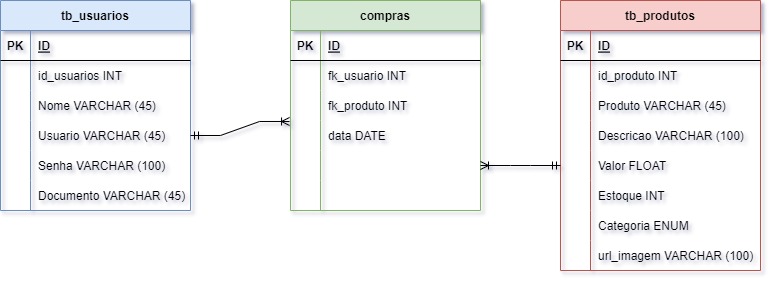 tb_usuarios
PK ID
id_usuarios INT
Nome VARCHAR (45)
Usuario VARCHAR (45)
Senha VARCHAR (100)
Documento VARCHAR (45)
compras
PK ID
fk_usuario INT
fk_produto INT
data DATE
tb_produtos
PK ID
id_produto INT
Produto VARCHAR (45)
Descricao VARCHAR (100)
Valor FLOAT
Estoque INT
Categoria ENUM
url_imagem VARCHAR (100)